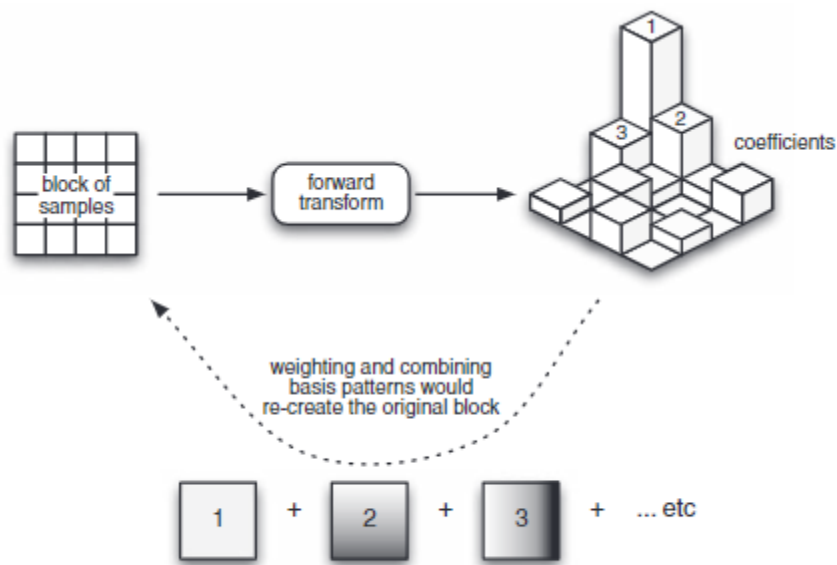 1
3
2
coefficients
block of
samples
forward
transform
weighting and combining
basis patterns would
re-create the original block
1 + 2 + 3 + ... etc